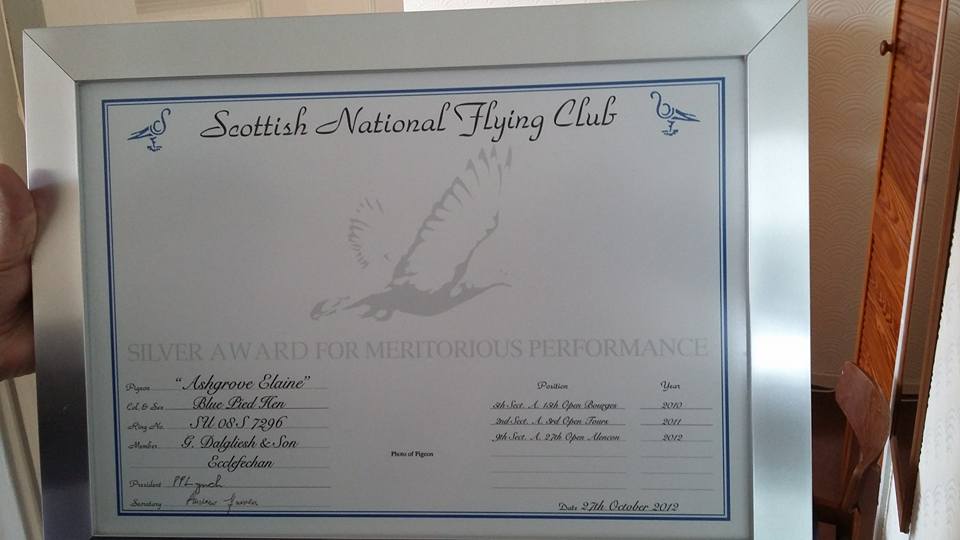 Scottish National Flying Club
SILVER AWARD FOR MERITORIOUS PERFORMANCE
Pigeon "Ashgrove Elaine"
Col. & Sex Blue Pied Hen
Ring No. SU 08 S 7296
Member G. Dalgliesh & Son
Ecclefechan
President
Secretary
Photo of Pigeon
Position Year
5th Sect. A. 15th Open Bourges 2010
2nd Sect. A. 3rd Open Tours 2011
9th Sect. A. 27th Open Alencon 2012
Date 27th October 2012